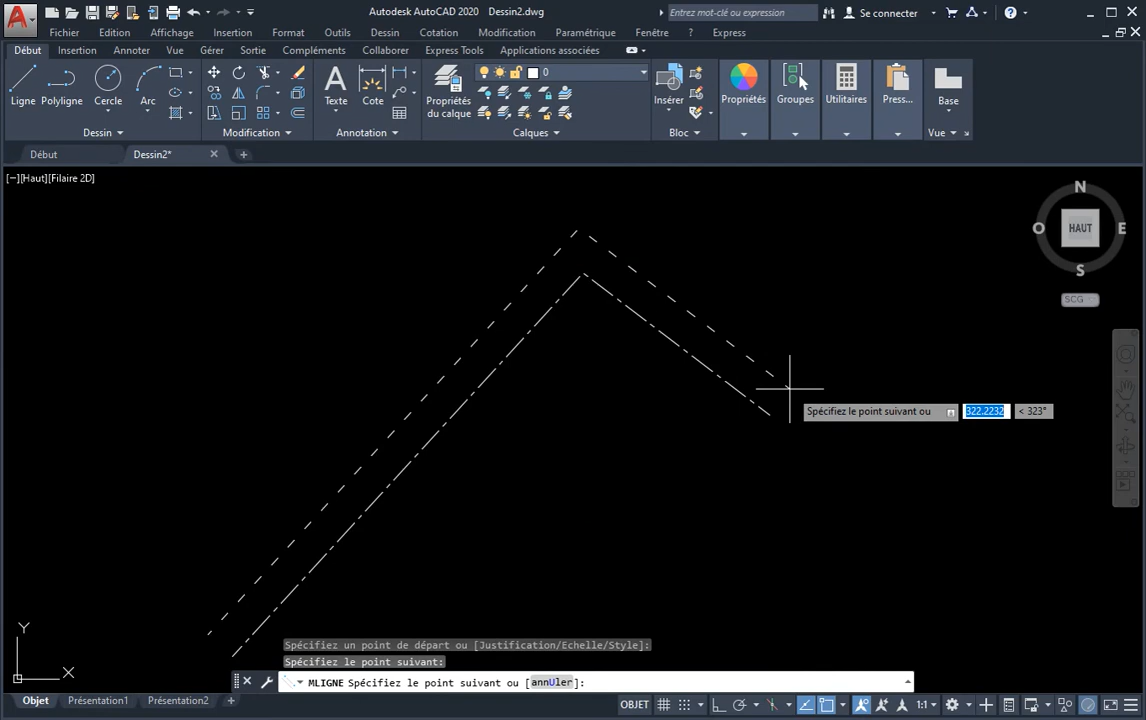 Autodesk AutoCAD 2020 Dessin2.dwg
Entrez mot-clé ou expression
Se connecter
Fichier Edition Affichage Insertion Format Outils Dessin Cotation Modification Paramétrique Fenêtre ? Express
Début Insertion Annoter Vue Gérer Sortie Compléments Collaborer Express Tools Applications associées
0
Ligne Polyligne Cercle Arc Texte Cote Propriétés du calque Insérer Propriétés Groupes Utilitaires Press... Base
Dessin Modification Annotation Calques Bloc Vue
Début Dessin2*
[−][Haut][Filaire 2D]
N
O HAUT E
S
SCG
Spécifiez le point suivant ou 322.2232 < 323°
Y
X
Spécifiez un point de départ ou [Justification/Echelle/Style]:
Spécifiez le point suivant:
MLIGNE Spécifiez le point suivant ou [annUler]:
Objet Présentation1 Présentation2 OBJET 1:1